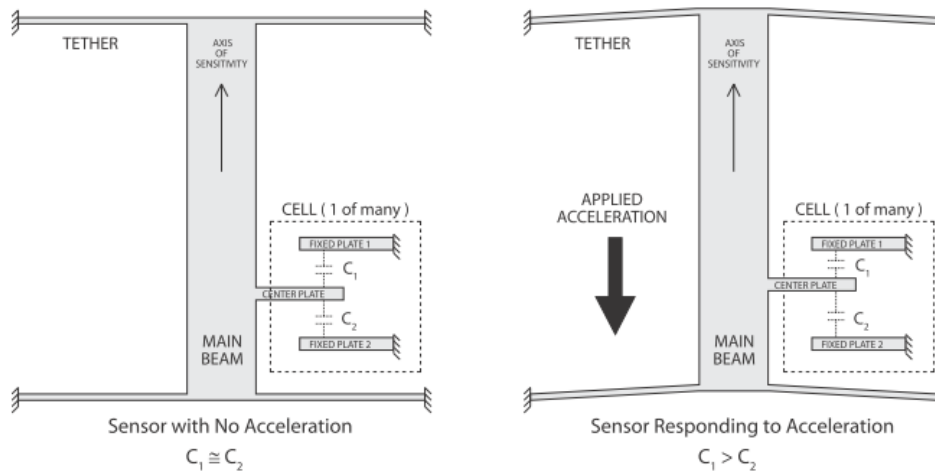 TETHER
AXIS
OF
SENSITIVITY
CELL ( 1 of many )
FIXED PLATE 1
C₁
CENTER PLATE
C₂
FIXED PLATE 2
MAIN
BEAM
Sensor with No Acceleration
C₁ ≅ C₂
TETHER
AXIS
OF
SENSITIVITY
APPLIED
ACCELERATION
CELL ( 1 of many )
FIXED PLATE 1
C₁
CENTER PLATE
C₂
FIXED PLATE 2
MAIN
BEAM
Sensor Responding to Acceleration
C₁ > C₂